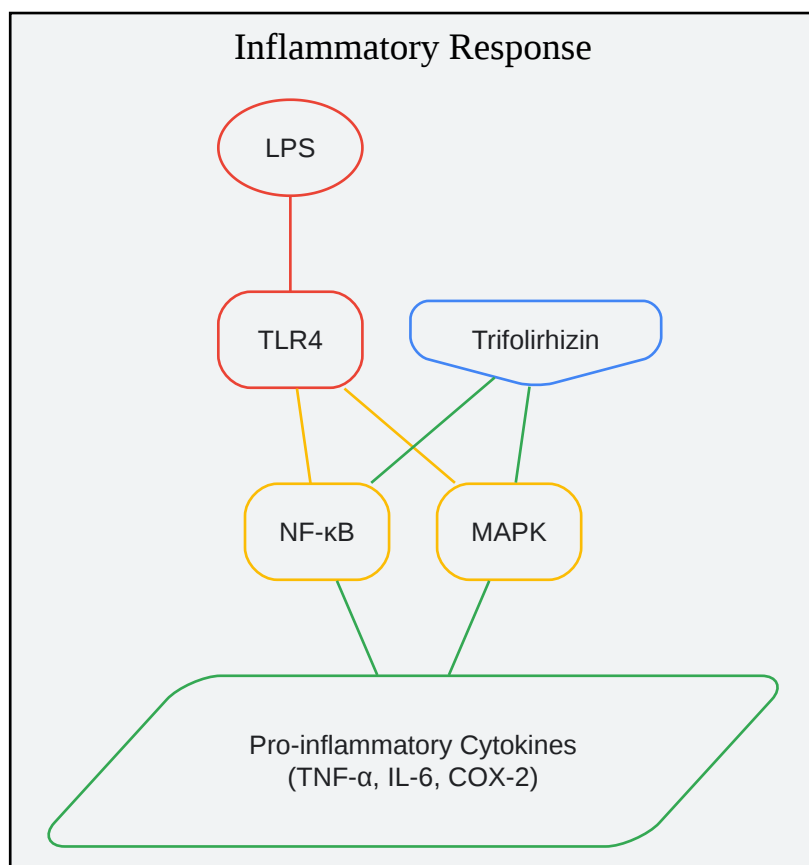 Inflammatory Response
LPS
TLR4
Trifolirhizin
NF-κB
MAPK
Pro-inflammatory Cytokines
(TNF-α, IL-6, COX-2)